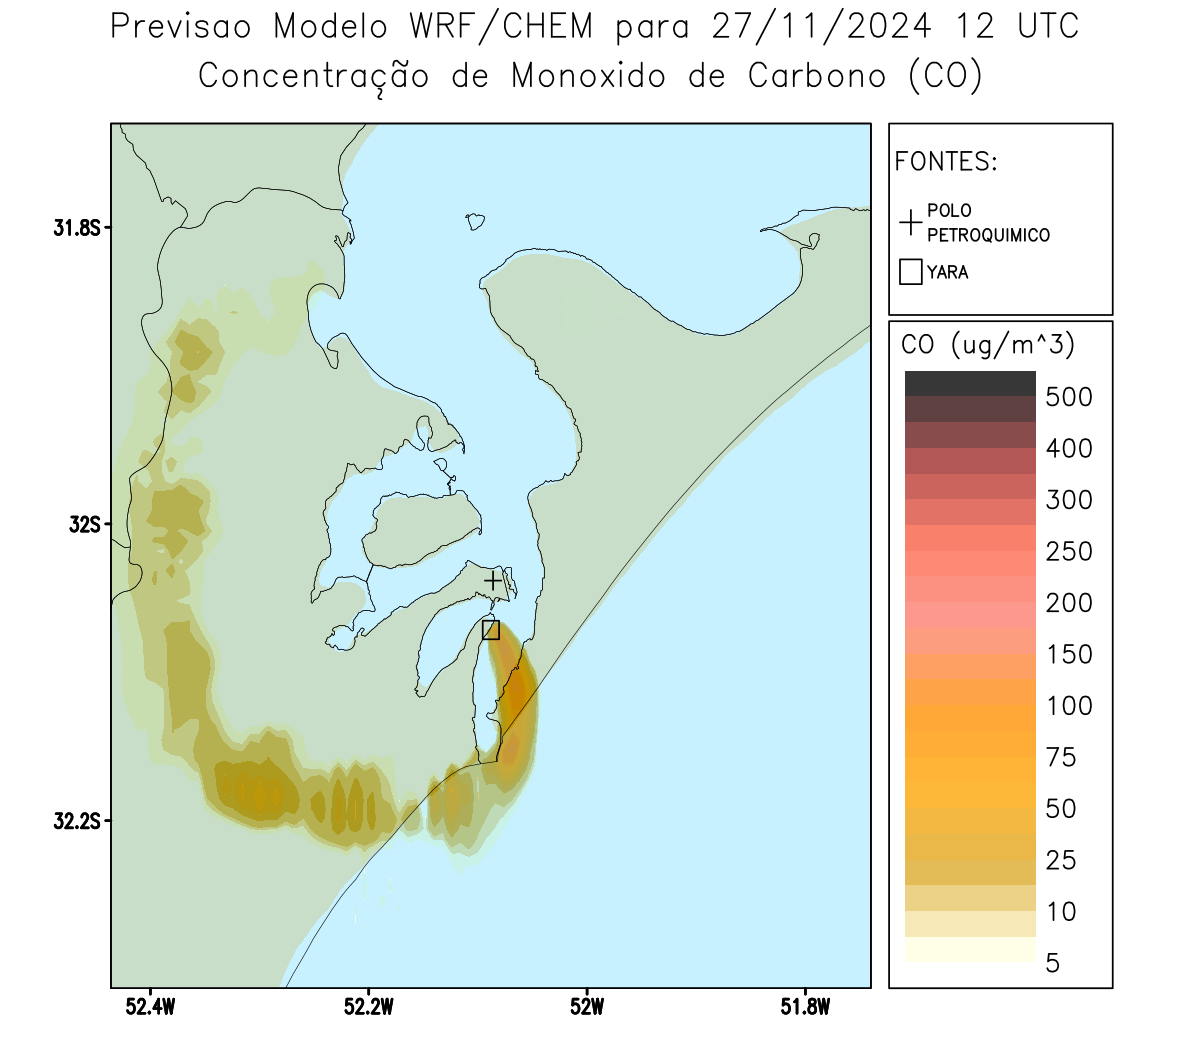 Previsao Modelo WRF/CHEM para 27/11/2024 12 UTC
Concentração de Monoxido de Carbono (CO)
FONTES:
POLO
PETROQUIMICO
YARA
CO (ug/m^3)
500
400
300
250
200
150
100
75
50
25
10
5
31.8S
32S
32.2S
52.4W
52.2W
52W
51.8W